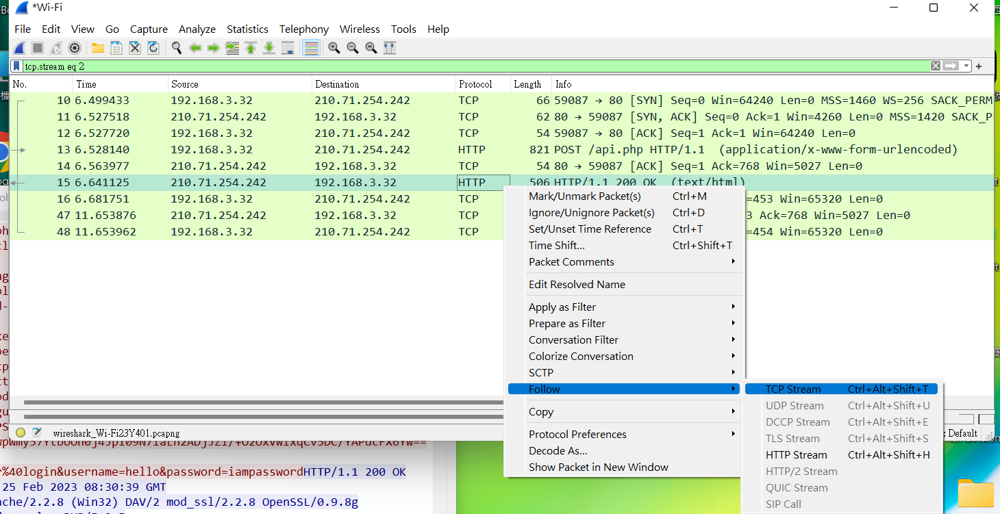 *Wi-Fi
File Edit View Go Capture Analyze Statistics Telephony Wireless Tools Help
tcp.stream eq 2
No. Time Source Destination Protocol Length Info
10 6.499433 192.168.3.32 210.71.254.242 TCP 66 59087 → 80 [SYN] Seq=0 Win=64240 Len=0 MSS=1460 WS=256 SACK_PERM
11 6.527518 210.71.254.242 192.168.3.32 TCP 62 80 → 59087 [SYN, ACK] Seq=0 Ack=1 Win=4260 Len=0 MSS=1420 SACK_P
12 6.527720 192.168.3.32 210.71.254.242 TCP 54 59087 → 80 [ACK] Seq=1 Ack=1 Win=64240 Len=0
13 6.528140 192.168.3.32 210.71.254.242 HTTP 821 POST /api.php HTTP/1.1 (application/x-www-form-urlencoded)
14 6.563977 210.71.254.242 192.168.3.32 TCP 54 80 → 59087 [ACK] Seq=1 Ack=768 Win=5027 Len=0
15 6.641125 210.71.254.242 192.168.3.32 HTTP 506 HTTP/1.1 200 OK (text/html)
16 6.681751 192.168.3.32 210.71.254.242 TCP =453 Win=65320 Len=0
47 11.653876 210.71.254.242 192.168.3.32 TCP 3 Ack=768 Win=5027 Len=0
48 11.653962 192.168.3.32 210.71.254.242 TCP =454 Win=65320 Len=0
Mark/Unmark Packet(s) Ctrl+M
Ignore/Unignore Packet(s) Ctrl+D
Set/Unset Time Reference Ctrl+T
Time Shift... Ctrl+Shift+T
Packet Comments
Edit Resolved Name
Apply as Filter
Prepare as Filter
Conversation Filter
Colorize Conversation
SCTP
Follow
Copy
Protocol Preferences
Decode As...
Show Packet in New Window
TCP Stream Ctrl+Alt+Shift+T
UDP Stream Ctrl+Alt+Shift+U
DCCP Stream Ctrl+Alt+Shift+E
TLS Stream Ctrl+Alt+Shift+S
HTTP Stream Ctrl+Alt+Shift+H
HTTP/2 Stream
QUIC Stream
SIP Call
wireshark_Wi-Fi23Y401.pcapng
: Default
r%40login&username=hello&password=iampasswordHTTP/1.1 200 OK
25 Feb 2023 08:30:39 GMT
ache/2.2.8 (Win32) DAV/2 mod_ssl/2.2.8 OpenSSL/0.9.8g